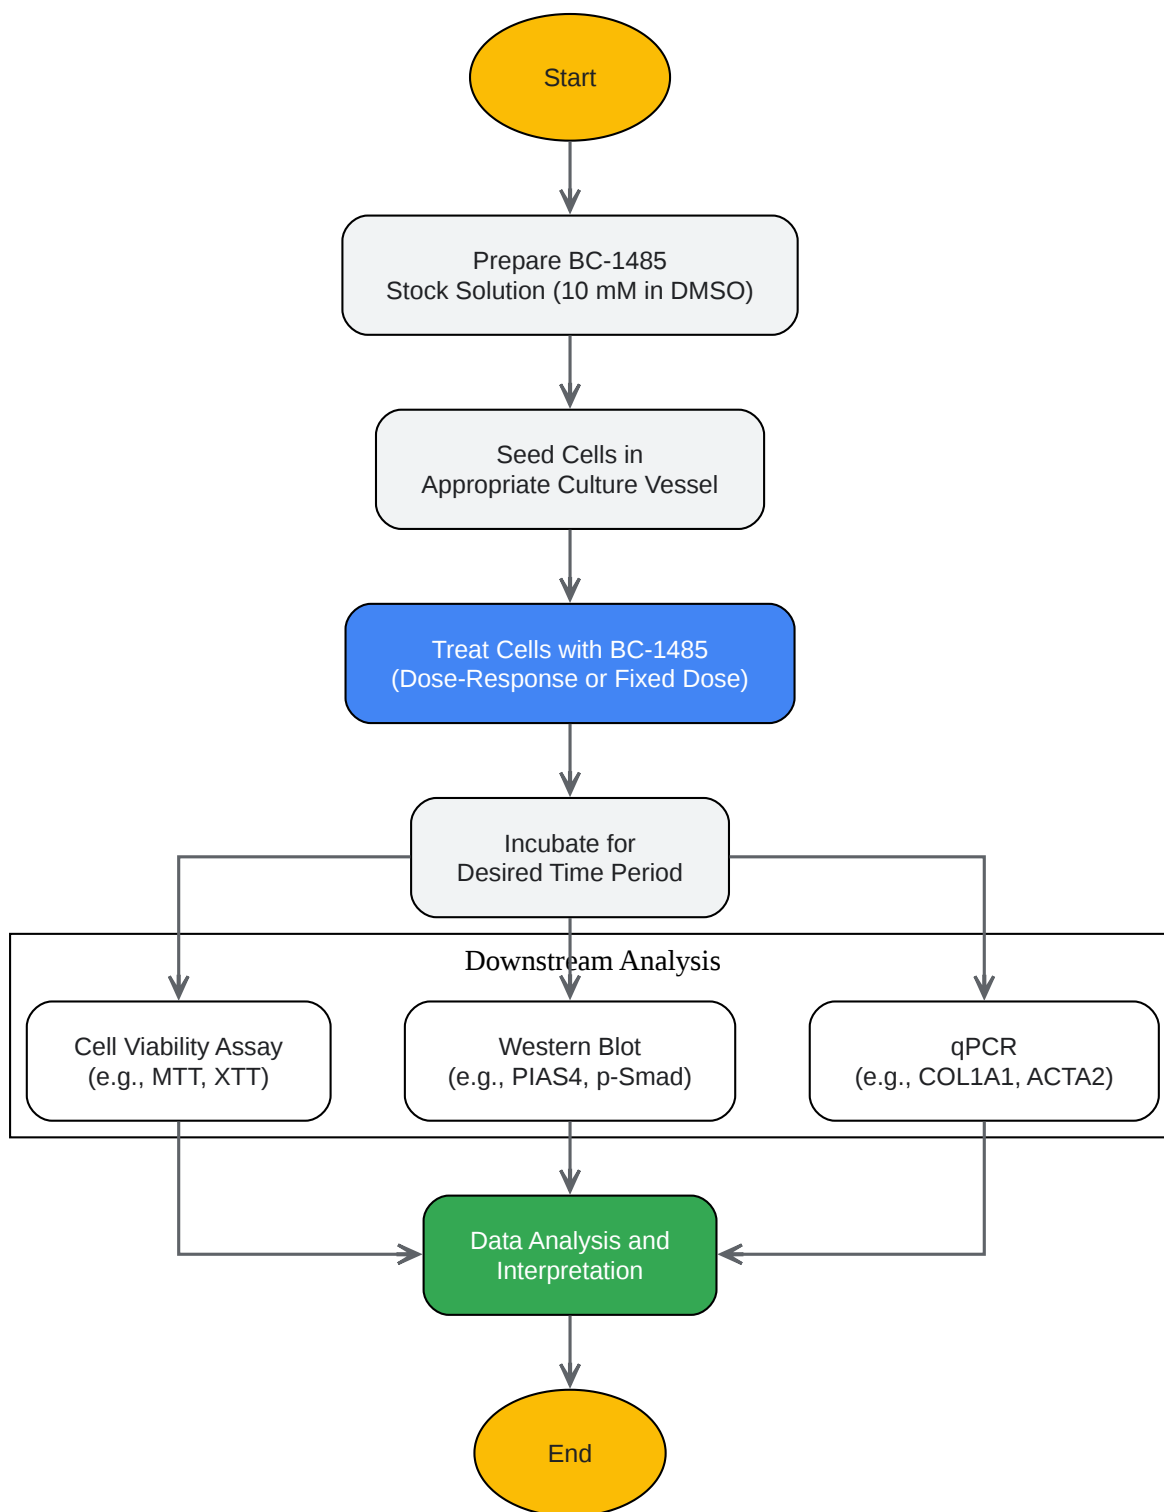 Start
Prepare BC-1485
Stock Solution (10 mM in DMSO)
Seed Cells in
Appropriate Culture Vessel
Treat Cells with BC-1485
(Dose-Response or Fixed Dose)
Incubate for
Desired Time Period
Downstream Analysis
Cell Viability Assay
(e.g., MTT, XTT)
Western Blot
(e.g., PIAS4, p-Smad)
qPCR
(e.g., COL1A1, ACTA2)
Data Analysis and
Interpretation
End